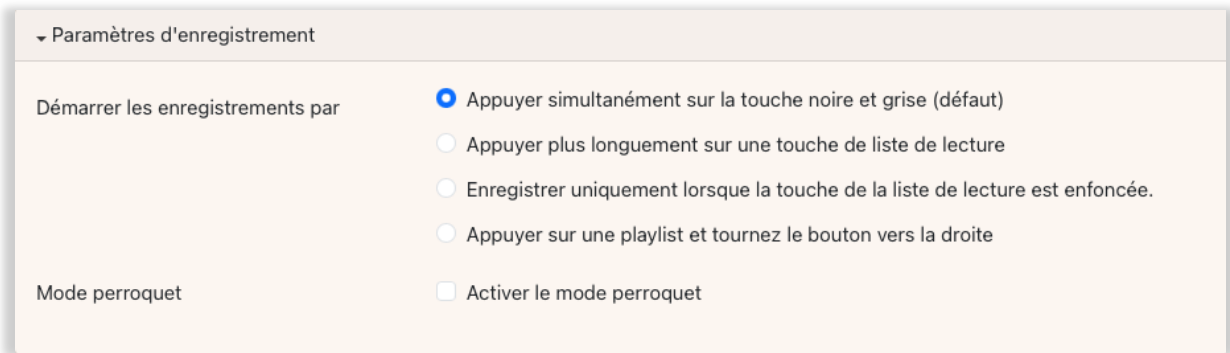 Paramètres d'enregistrement
Démarrer les enregistrements par
Appuyer simultanément sur la touche noire et grise (défaut)
Appuyer plus longuement sur une touche de liste de lecture
Enregistrer uniquement lorsque la touche de la liste de lecture est enfoncée.
Appuyer sur une playlist et tournez le bouton vers la droite
Mode perroquet
Activer le mode perroquet